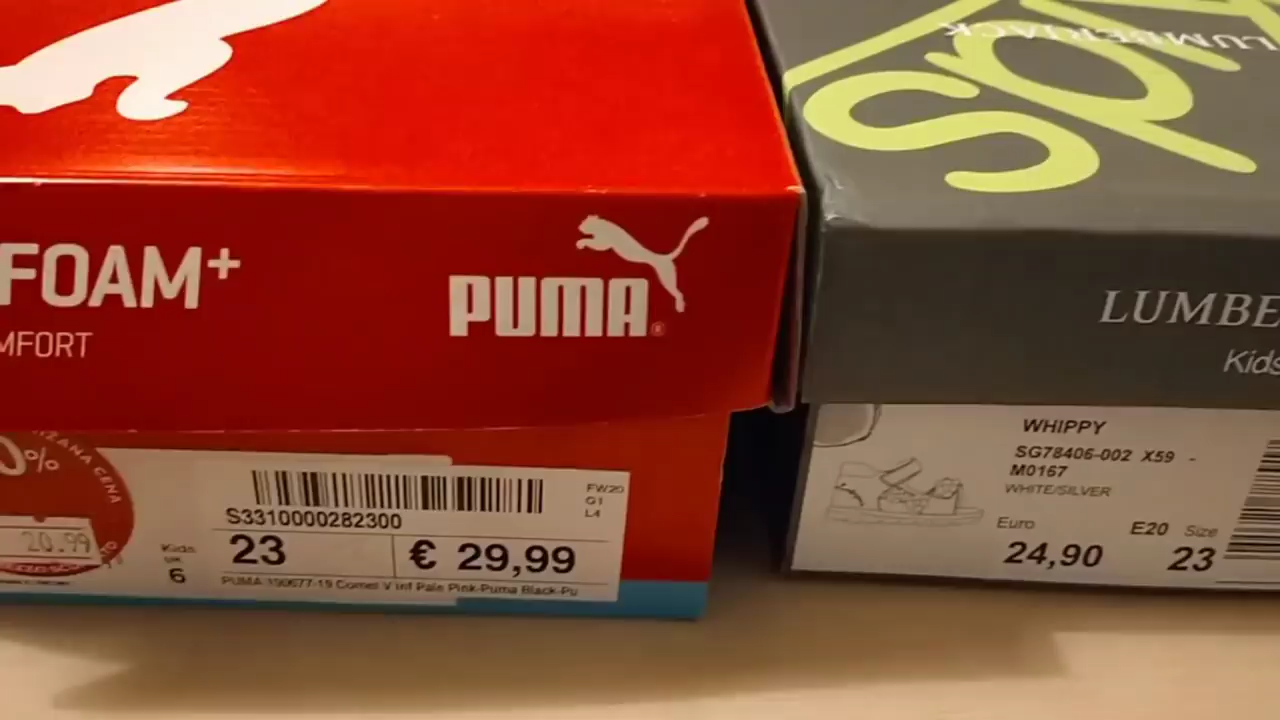 FOAM+
MFORT
PUMA®
0%
ZANA CENA
20.99
Kids
UK
6
S3310000282300
FW20
G1
L4
23
€ 29,99
PUMA 190677-19 Comet V inf Pale Pink-Puma Black-Pu
LUMBERJACK
LUMBE
Kids
WHIPPY
SG78406-002 X59 -
M0167
WHITE/SILVER
Euro
24,90
E20 Size
23